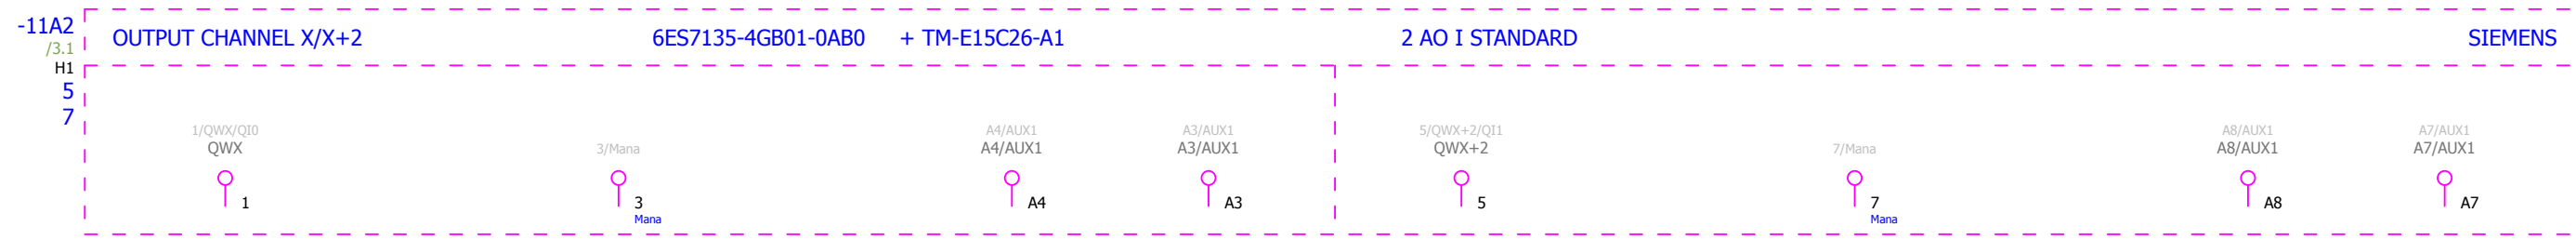 -11A2
/3.1
H1
5
7
OUTPUT CHANNEL X/X+2 6ES7135-4GB01-0AB0 + TM-E15C26-A1 2 AO I STANDARD SIEMENS
1/QWX/QI0 A4/AUX1 A3/AUX1 5/QWX+2/QI1 A8/AUX1 A7/AUX1
QWX 3/Mana A4/AUX1 A3/AUX1 QWX+2 7/Mana A8/AUX1 A7/AUX1
1 3 A4 A3 5 7 A8 A7
Mana Mana